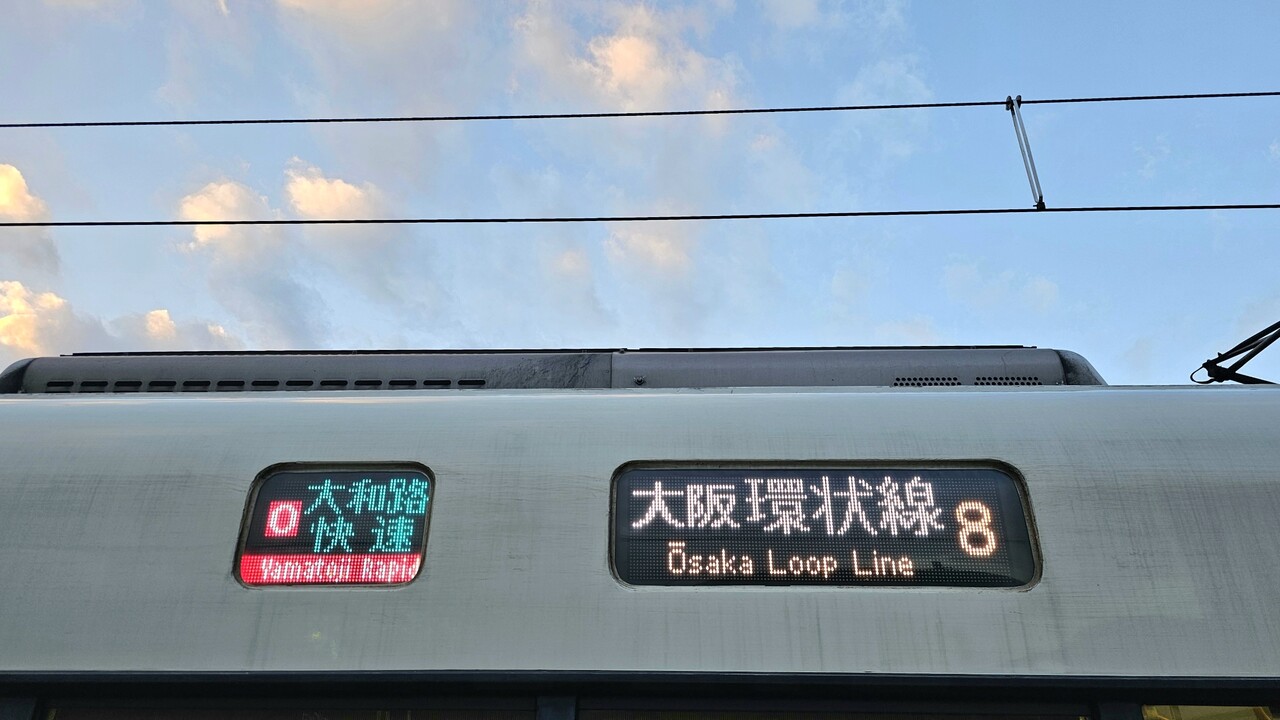 O 大和路
快速
Yamatoji Rapid
大阪環状線 8
Ōsaka Loop Line